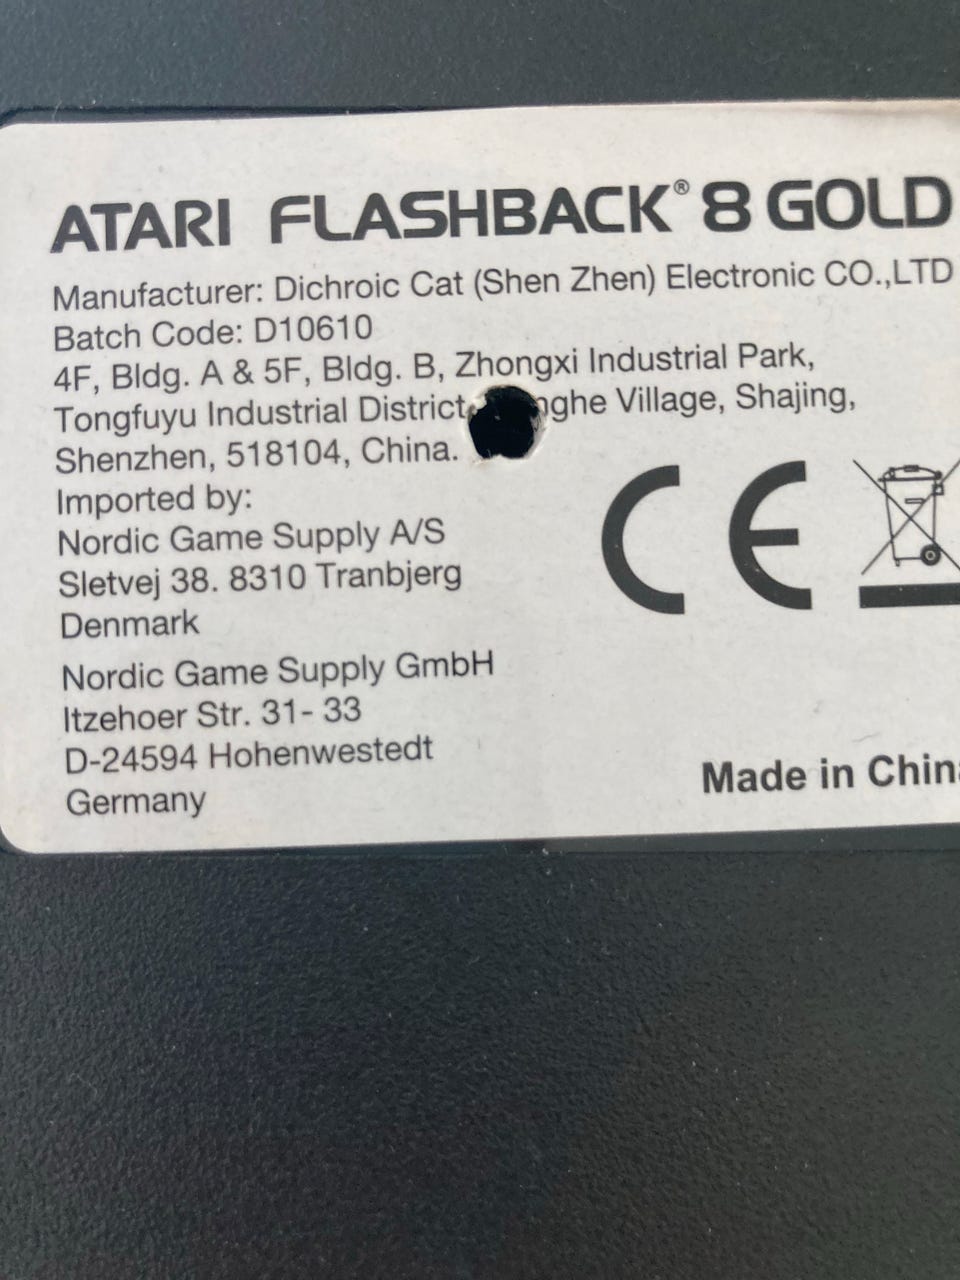 ATARI FLASHBACK® 8 GOLD
Manufacturer: Dichroic Cat (Shen Zhen) Electronic CO.,LTD
Batch Code: D10610
4F, Bldg. A & 5F, Bldg. B, Zhongxi Industrial Park,
Tongfuyu Industrial District, Village, Shajing,
Shenzhen, 518104, China.
Imported by:
Nordic Game Supply A/S
Sletvej 38. 8310 Tranbjerg
Denmark
CE
Nordic Game Supply GmbH
Itzehoer Str. 31- 33
D-24594 Hohenwestedt
Germany
Made in China